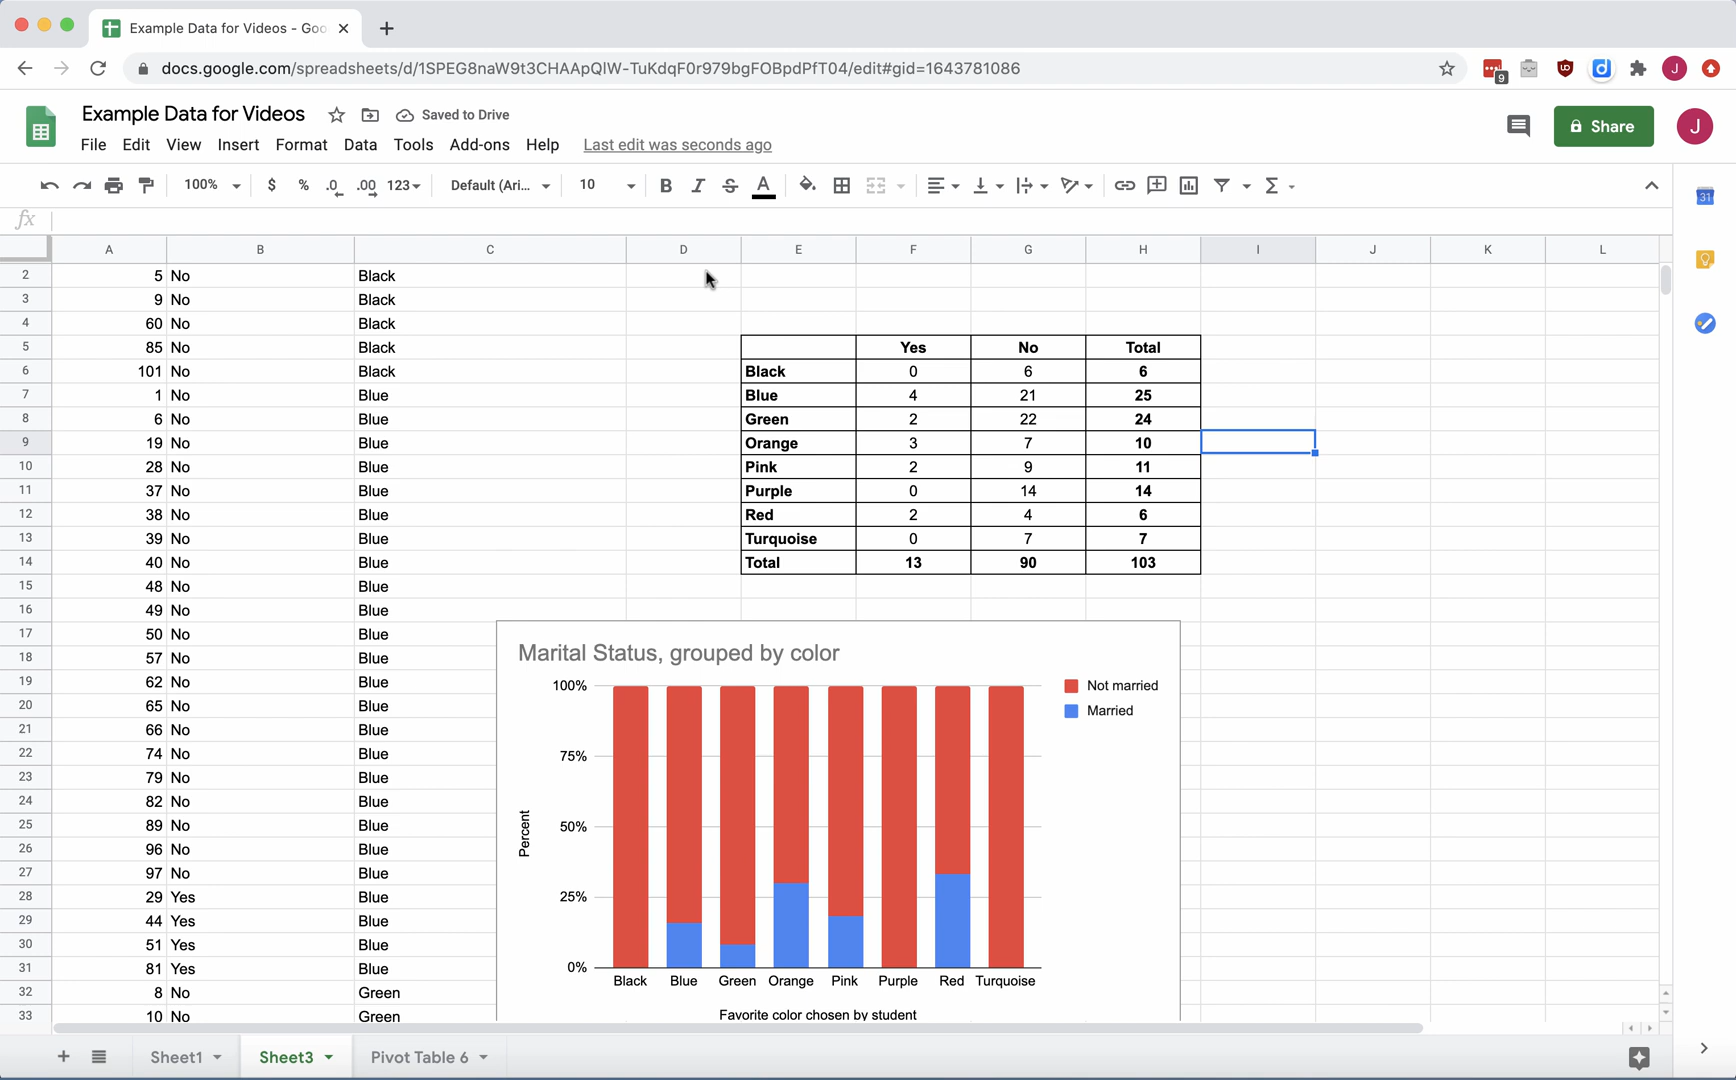 Example Data for Videos - Goo
docs.google.com/spreadsheets/d/1SPEG8naW9t3CHAApQIW-TuKdqF0r979bgFOBpdPfT04/edit#gid=1643781086
9
J
Example Data for Videos
Saved to Drive
File Edit View Insert Format Data Tools Add-ons Help Last edit was seconds ago
Share
J
100% $ % .0 .00 123 Default (Ari... 10 B I S A Σ
31
fx
A B C D E F G H I J K L
2 5 No Black
3 9 No Black
4 60 No Black
5 85 No Black Yes No Total
6 101 No Black Black 0 6 6
7 1 No Blue Blue 4 21 25
8 6 No Blue Green 2 22 24
9 19 No Blue Orange 3 7 10
10 28 No Blue Pink 2 9 11
11 37 No Blue Purple 0 14 14
12 38 No Blue Red 2 4 6
13 39 No Blue Turquoise 0 7 7
14 40 No Blue Total 13 90 103
15 48 No Blue
16 49 No Blue
17 50 No Blue
18 57 No Blue
19 62 No Blue
20 65 No Blue
21 66 No Blue
22 74 No Blue
23 79 No Blue
24 82 No Blue
25 89 No Blue
26 96 No Blue
27 97 No Blue
28 29 Yes Blue
29 44 Yes Blue
30 51 Yes Blue
31 81 Yes Blue
32 8 No Green
33 10 No Green
Marital Status, grouped by color
Not married
Married
100%
75%
50%
25%
0%
Percent
Black Blue Green Orange Pink Purple Red Turquoise
Favorite color chosen by student
Sheet1 Sheet3 Pivot Table 6